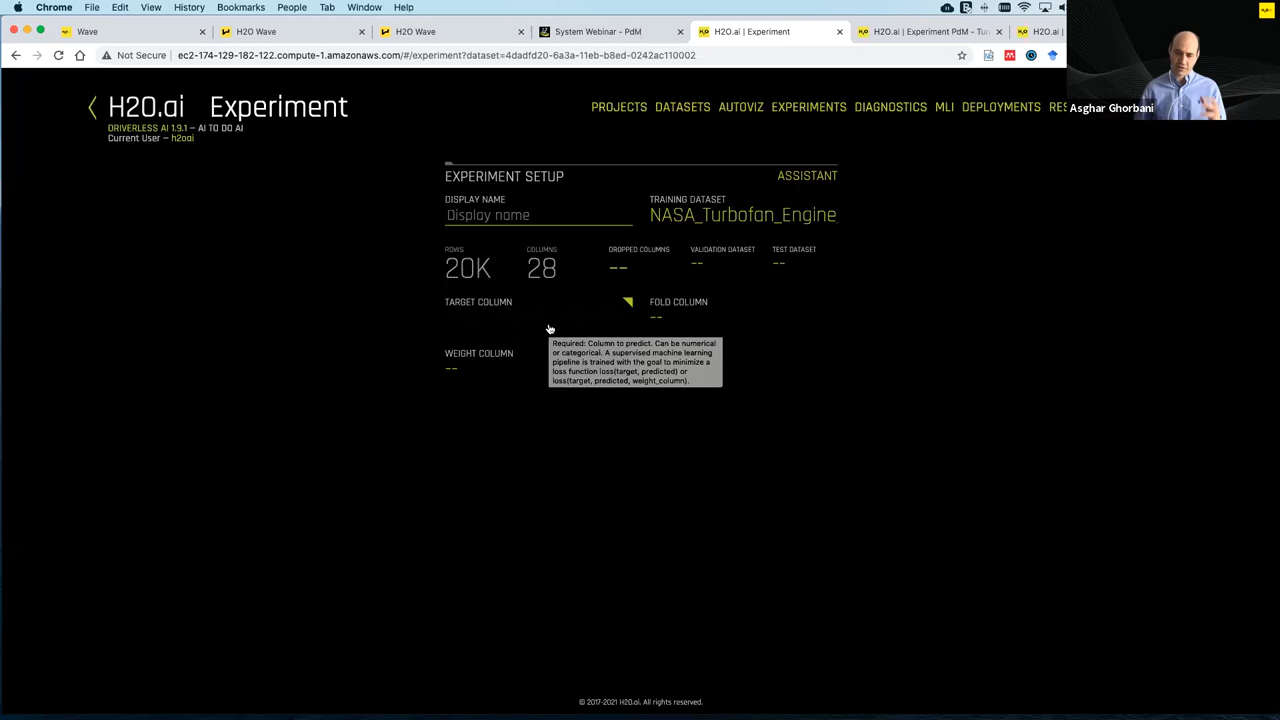 Chrome File Edit View History Bookmarks People Tab Window Help
Wave
H2O Wave
H2O Wave
System Webinar - PdM
H2O.ai | Experiment
H2O.ai | Experiment PdM - Tur
H2O.ai |
Not Secure ec2-174-129-182-122.compute-1.amazonaws.com/#/experiment?dataset=4dadfd20-6a3a-11eb-b8ed-0242ac110002
Asghar Ghorbani
H2O.ai Experiment
PROJECTS DATASETS AUTOVIZ EXPERIMENTS DIAGNOSTICS MLI DEPLOYMENTS RES
DRIVERLESS AI 1.9.1 – AI TO DO AI
Current User – h2oai
EXPERIMENT SETUP
ASSISTANT
DISPLAY NAME
TRAINING DATASET
Display name
NASA_Turbofan_Engine_
ROWS COLUMNS DROPPED COLUMNS VALIDATION DATASET TEST DATASET
20K 28 -- -- --
TARGET COLUMN
FOLD COLUMN
--
Required: Column to predict. Can be numerical
or categorical. A supervised machine learning
pipeline is trained with the goal to minimize a
loss function loss(target, predicted) or
loss(target, predicted, weight_column).
WEIGHT COLUMN
--
© 2017-2021 H2O.ai. All rights reserved.